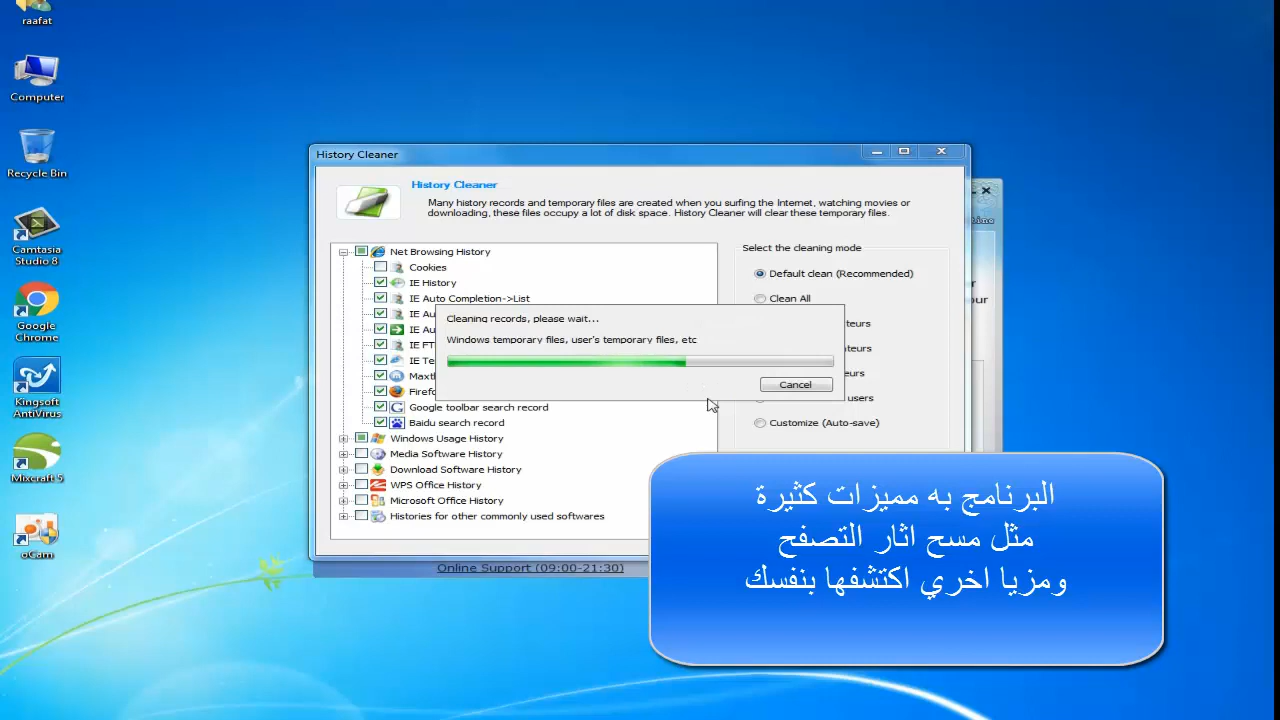 raafat
Computer
Recycle Bin
Camtasia
Studio 8
Google
Chrome
Kingsoft
AntiVirus
Mixcraft 5
oCam
History Cleaner
History Cleaner
Many history records and temporary files are created when you surfing the Internet, watching movies or
downloading, these files occupy a lot of disk space. History Cleaner will clear these temporary files.
Net Browsing History
Cookies
IE History
IE Auto Completion->List
IE Au
IE Au
IE FT
IE Te
Maxth
Firefo
Google toolbar search record
Baidu search record
Windows Usage History
Media Software History
Download Software History
WPS Office History
Microsoft Office History
Histories for other commonly used softwares
Select the cleaning mode
Default clean (Recommended)
Clean All
teurs
ateurs
eurs
users
Customize (Auto-save)
Cleaning records, please wait...
Windows temporary files, user's temporary files, etc
Cancel
Online Support (09:00-21:30)
البرنامج به مميزات كثيرة
مثل مسح اثار التصفح
ومزيا اخري اكتشفها بنفسك